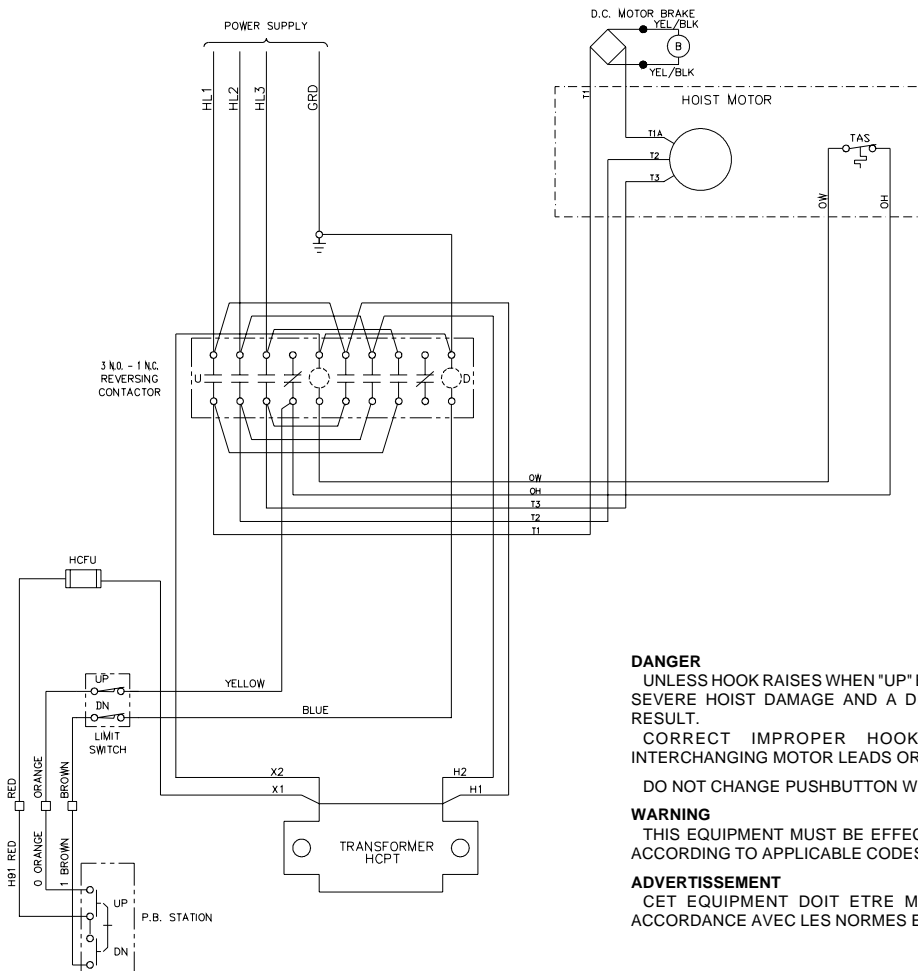 POWER SUPPLY
HL1
HL2
HL3
GRD
D.C. MOTOR BRAKE
YEL/BLK
B
YEL/BLK
T1
HOIST MOTOR
T1A
T2
T3
TAS
OW
OH
3 N.O. - 1 N.C.
REVERSING
CONTACTOR
U
D
OW
OH
T3
T2
T1
HCFU
UP
DN
LIMIT
SWITCH
YELLOW
BLUE
X2
X1
H2
H1
TRANSFORMER
HCPT
RED
ORANGE
BROWN
H91 RED
0 ORANGE
1 BROWN
UP
DN
P.B. STATION
DANGER
UNLESS HOOK RAISES WHEN "UP"
SEVERE HOIST DAMAGE AND A D
RESULT.
CORRECT IMPROPER HOOK
INTERCHANGING MOTOR LEADS OR
DO NOT CHANGE PUSHBUTTON W
WARNING
THIS EQUIPMENT MUST BE EFFEC
ACCORDING TO APPLICABLE CODES
ADVERTISSEMENT
CET EQUIPMENT DOIT ETRE M
ACCORDANCE AVEC LES NORMES E